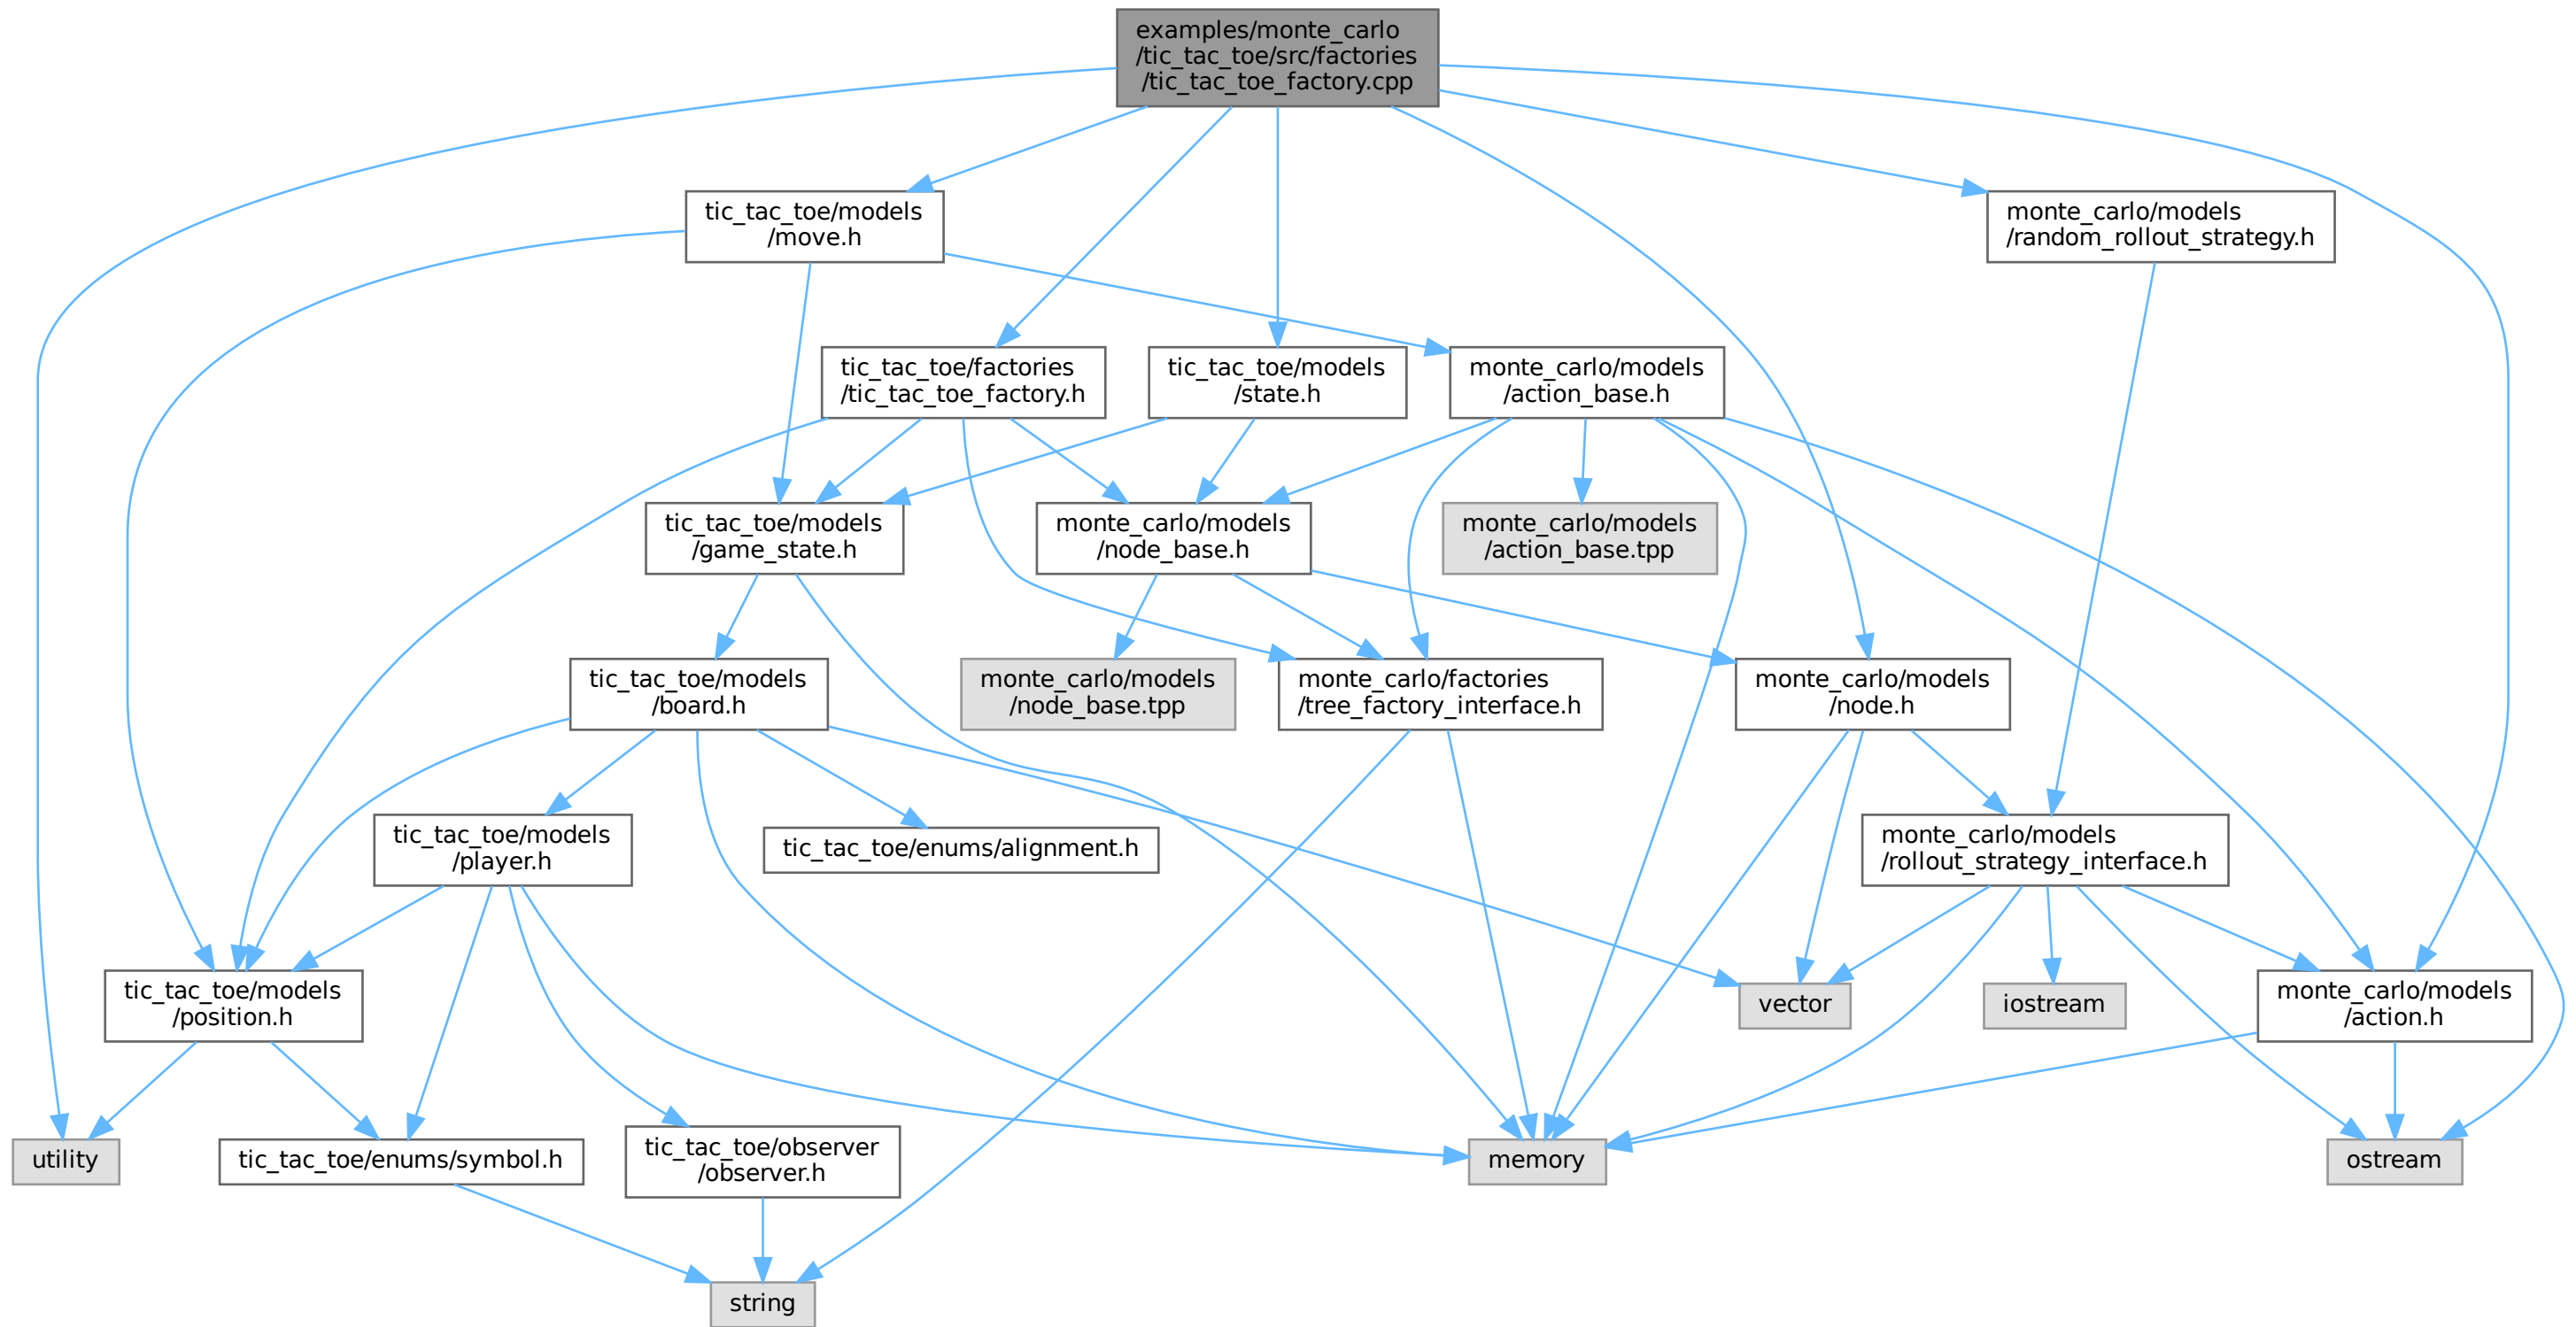 examples/monte_carlo
/tic_tac_toe/src/factories
/tic_tac_toe_factory.cpp
tic_tac_toe/models
/move.h
monte_carlo/models
/random_rollout_strategy.h
tic_tac_toe/factories
/tic_tac_toe_factory.h
tic_tac_toe/models
/state.h
monte_carlo/models
/action_base.h
tic_tac_toe/models
/game_state.h
monte_carlo/models
/node_base.h
monte_carlo/models
/action_base.tpp
tic_tac_toe/models
/board.h
monte_carlo/models
/node_base.tpp
monte_carlo/factories
/tree_factory_interface.h
monte_carlo/models
/node.h
tic_tac_toe/models
/player.h
tic_tac_toe/enums/alignment.h
monte_carlo/models
/rollout_strategy_interface.h
tic_tac_toe/models
/position.h
vector
iostream
monte_carlo/models
/action.h
utility
tic_tac_toe/enums/symbol.h
tic_tac_toe/observer
/observer.h
memory
ostream
string